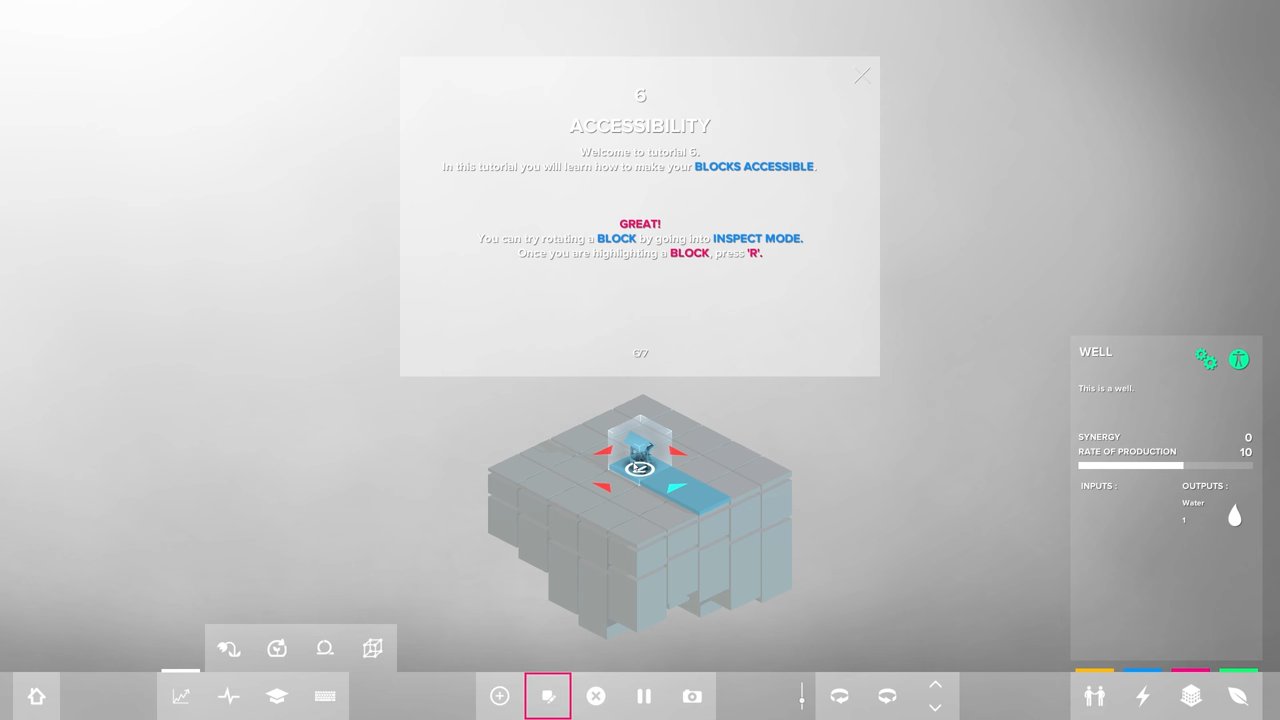 6
ACCESSIBILITY
Welcome to tutorial 6.
In this tutorial you will learn how to make your BLOCKS ACCESSIBLE.
GREAT!
You can try rotating a BLOCK by going into INSPECT MODE.
Once you are highlighting a BLOCK, press 'R'.
6/7
WELL
This is a well.
SYNERGY 0
RATE OF PRODUCTION 10
INPUTS : OUTPUTS :
Water
1